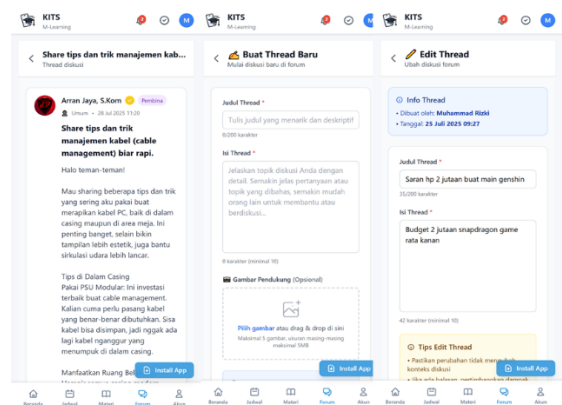 KITS
M-Learning
2
M
Share tips dan trik manajemen kab...
Thread diskusi
Arran Jaya, S.Kom
Penting
Umum • 28 Jul 2025 11:20
Share tips dan trik
manajemen kabel (cable
management) biar rapi.
Halo teman-teman!
Mau sharing beberapa tips dan trik
yang sering aku pakai buat
merapikan kabel PC, baik di dalam
casing maupun di area meja. Ini
penting banget, selain bikin
tampilan lebih estetik, juga bantu
sirkulasi udara lebih lancar.
Tips di Dalam Casing
Pakai PSU Modular: Ini investasi
terbaik buat cable management.
Kalian cuma perlu pasang kabel
yang benar-benar dibutuhkan. Sisa
kabel bisa disimpan, jadi nggak ada
lagi kabel nganggur yang
menumpuk di dalam casing.
Manfaatkan Ruang Be
Install App
Beranda
Jadwal
Materi
Forum
Akun
KITS
M-Learning
2
M
Buat Thread Baru
Mulai diskusi baru di forum
Judul Thread *
Tulis judul yang menarik dan deskriptif
0/200 karakter
Isi Thread *
Jelaskan topik diskusi Anda dengan
detail. Semakin jelas pertanyaan atau
topik yang dibahas, semakin mudah
orang lain untuk membantu atau
berdiskusi...
0 karakter (minimal 10)
Gambar Pendukung (Opsional)
Pilih gambar atau drag & drop di sini
Maksimal 5 gambar, ukuran masing-masing
maksimal 5MB
Install App
Beranda
Jadwal
Materi
Forum
Akun
KITS
M-Learning
2
M
Edit Thread
Ubah diskusi forum
Info Thread
• Dibuat oleh: Muhammad Rizki
• Tanggal: 25 Juli 2025 09:27
Judul Thread *
Saran hp 2 jutaan buat main genshin
35/200 karakter
Isi Thread *
Budget 2 jutaan snapdragon game
rata kanan
42 karakter (minimal 10)
Tips Edit Thread
• Pastikan perubahan tidak
konteks diskusi
Install App
Beranda
Jadwal
Materi
Forum
Akun